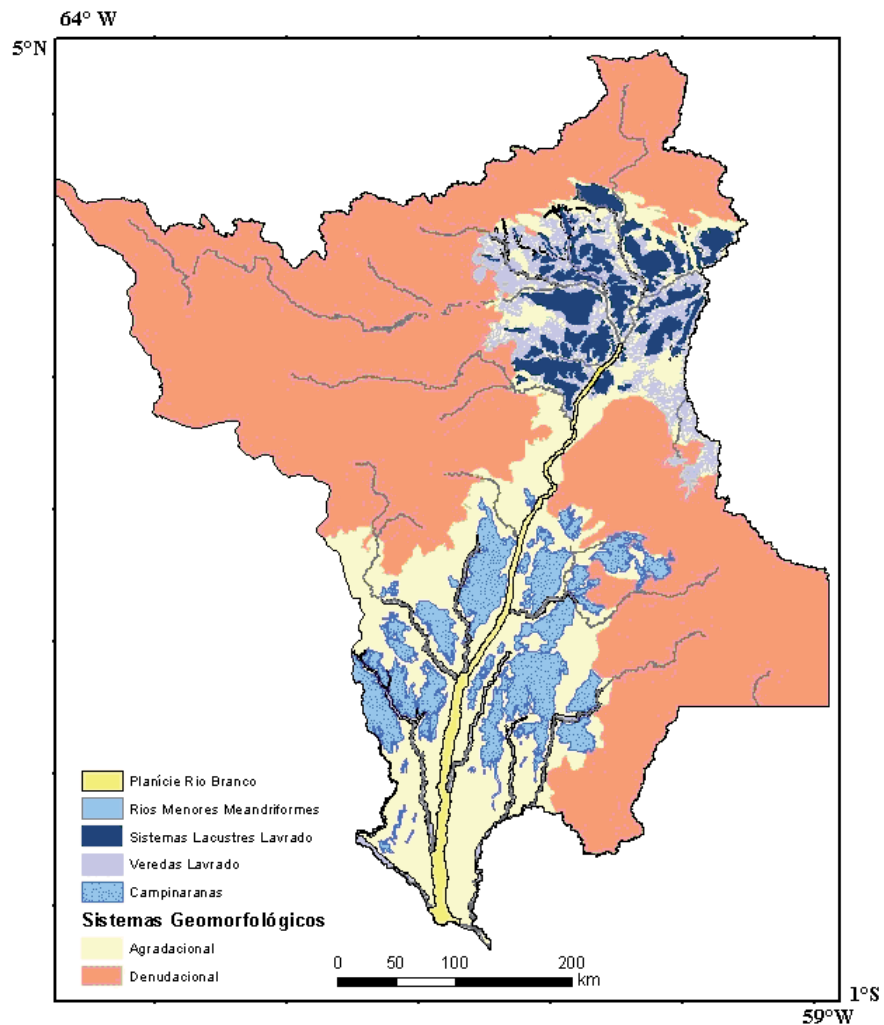 64° W
5°N
Planície Rio Branco
Rios Menores Meandriformes
Sistemas Lacustres Lavrado
Veredas Lavrado
Campinaranas
Sistemas Geomorfológicos
Agradacional
Denudacional
0 50 100 200
km
1°S
59°W